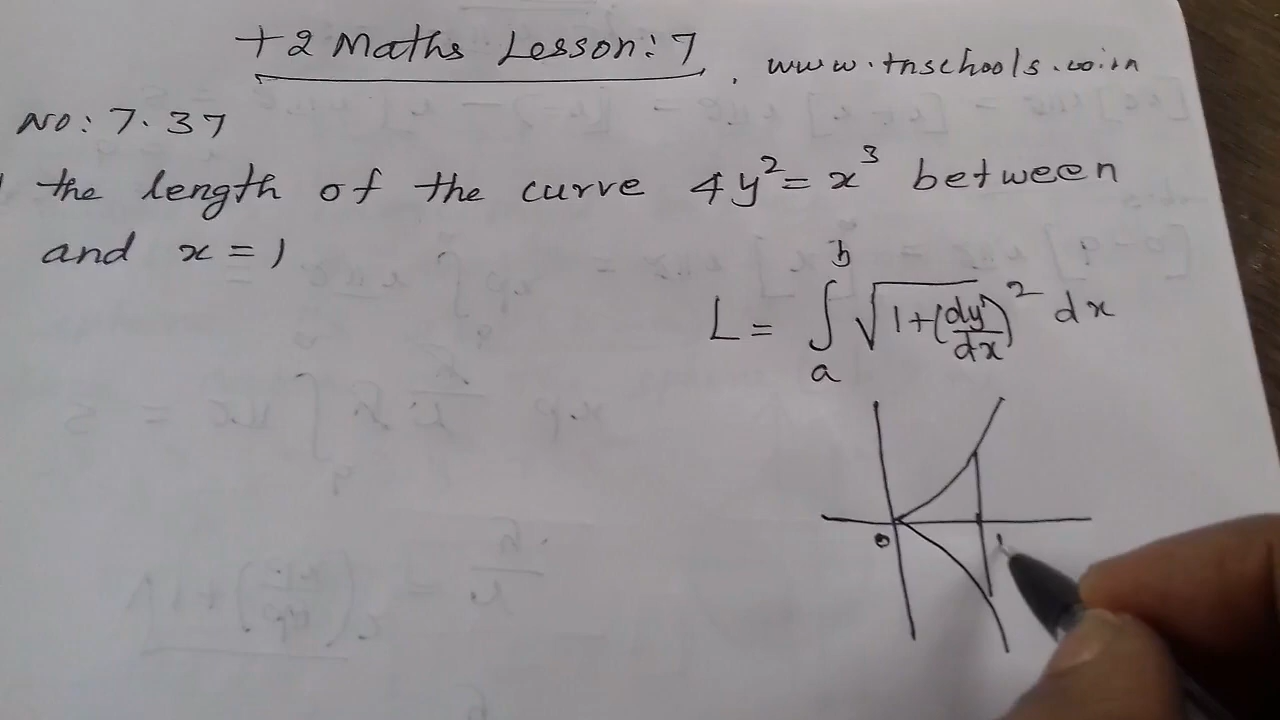 +2 Maths Lesson: 7
www.tnschools.co.in
No: 7.37
the length of the curve 4y² = x³ between
and x = 1
L = ∫ₐᵇ √1+(dy/dx)² dx
0 1